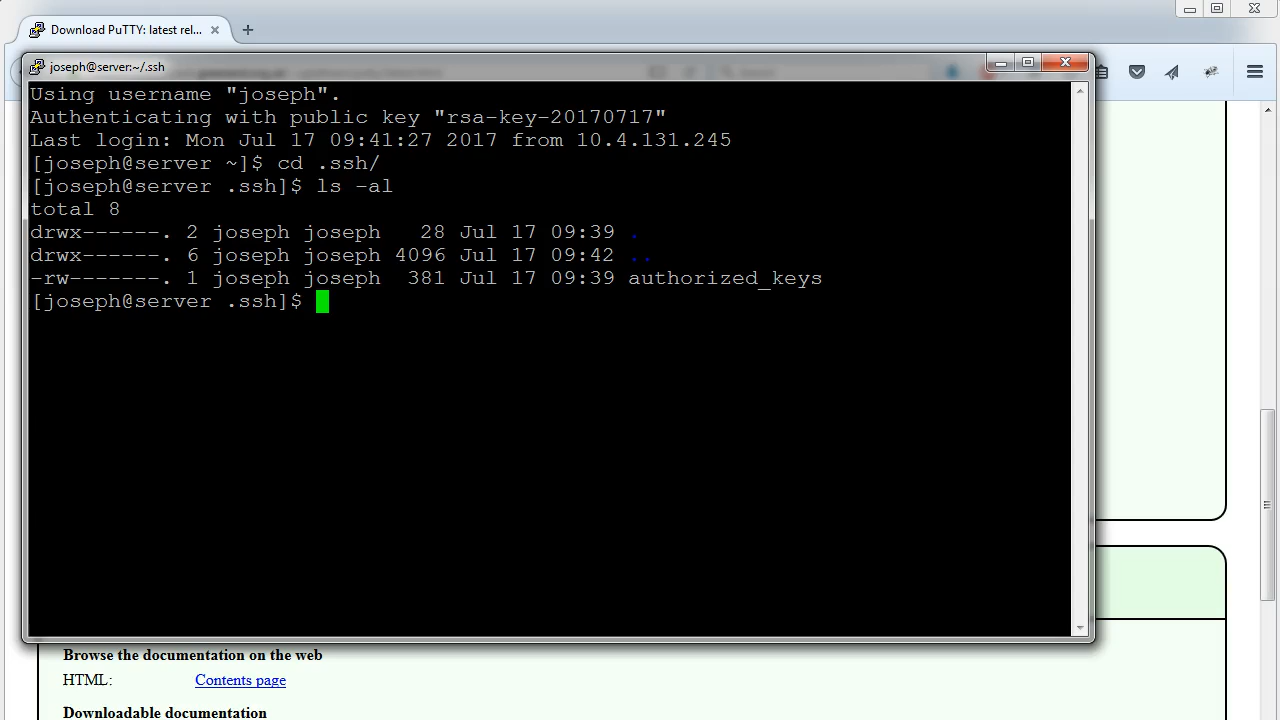 Download PuTTY: latest rel...
joseph@server:~/.ssh
Using username "joseph".
Authenticating with public key "rsa-key-20170717"
Last login: Mon Jul 17 09:41:27 2017 from 10.4.131.245
[joseph@server ~]$ cd .ssh/
[joseph@server .ssh]$ ls -al
total 8
drwx------. 2 joseph joseph   28 Jul 17 09:39 .
drwx------. 6 joseph joseph 4096 Jul 17 09:42 ..
-rw-------. 1 joseph joseph  381 Jul 17 09:39 authorized_keys
[joseph@server .ssh]$
Browse the documentation on the web
HTML: Contents page
Downloadable documentation